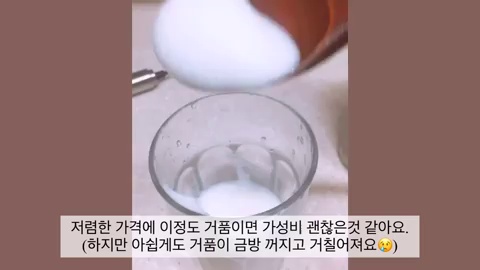 저렴한 가격에 이정도 거품이면 가성비 괜찮은것 같아요.
(하지만 아쉽게도 거품이 금방 꺼지고 거칠어져요😢)